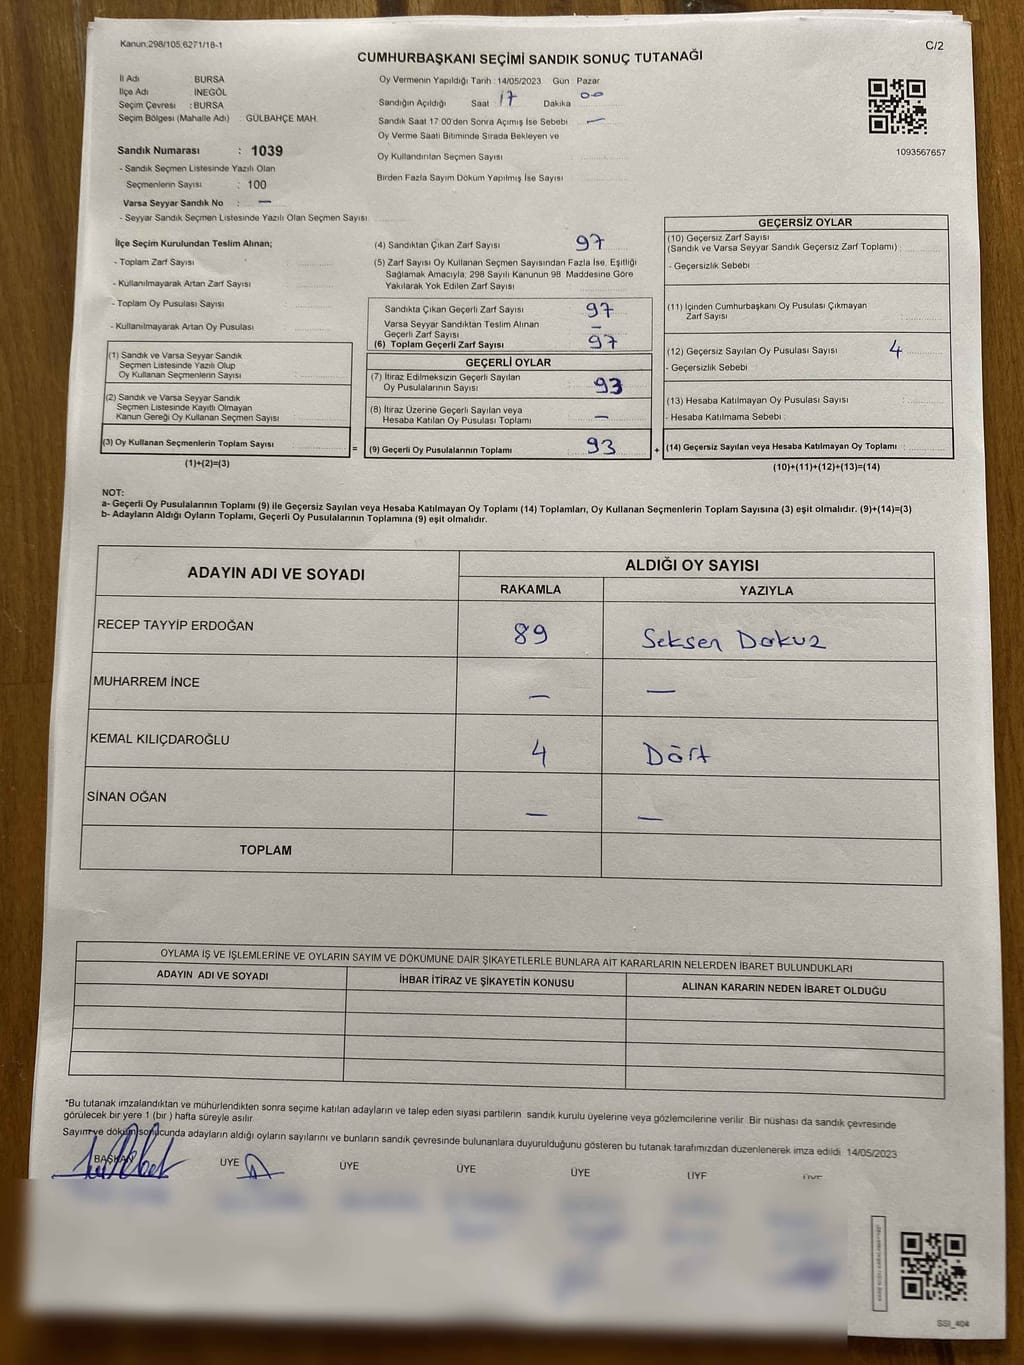 Kanun:298/105.6271/18-1
C/2
CUMHURBAŞKANI SEÇİMİ SANDIK SONUÇ TUTANAĞI
İl Adı BURSA
İlçe Adı İNEGÖL
Seçim Çevresi : BURSA
Seçim Bölgesi (Mahalle Adı) : GÜLBAHÇE MAH.
Oy Vermenin Yapıldığı Tarih : 14/05/2023 Gün : Pazar
Sandığın Açıldığı Saat : 17 Dakika : 00
Sandık Saat 17:00'den Sonra Açımış İse Sebebi : —
Oy Verme Saati Bitiminde Sırada Bekleyen ve
Oy Kullandırılan Seçmen Sayısı
Birden Fazla Sayım Döküm Yapılmış İse Sayısı
1093567657
Sandık Numarası : 1039
- Sandık Seçmen Listesinde Yazılı Olan
Seçmenlerin Sayısı : 100
Varsa Seyyar Sandık No : —
- Seyyar Sandık Seçmen Listesinde Yazılı Olan Seçmen Sayısı
İlçe Seçim Kurulundan Teslim Alınan;
- Toplam Zarf Sayısı
- Kullanılmayarak Artan Zarf Sayısı
- Toplam Oy Pusulası Sayısı
- Kullanılmayarak Artan Oy Pusulası
(1) Sandık ve Varsa Seyyar Sandık
Seçmen Listesinde Yazılı Olup
Oy Kullanan Seçmenlerin Sayısı
(2) Sandık ve Varsa Seyyar Sandık
Seçmen Listesinde Kayıtlı Olmayan
Kanun Gereği Oy Kullanan Seçmen Sayısı
(3) Oy Kullanan Seçmenlerin Toplam Sayısı :
(1)+(2)=(3)
(4) Sandıktan Çıkan Zarf Sayısı 97
(5) Zarf Sayısı Oy Kullanan Seçmen Sayısından Fazla İse, Eşitliği
Sağlamak Amacıyla; 298 Sayılı Kanunun 98. Maddesine Göre
Yakılarak Yok Edilen Zarf Sayısı
Sandıkta Çıkan Geçerli Zarf Sayısı 97
Varsa Seyyar Sandıktan Teslim Alınan
Geçerli Zarf Sayısı —
(6) Toplam Geçerli Zarf Sayısı 97
GEÇERLİ OYLAR
(7) İtiraz Edilmeksizin Geçerli Sayılan
Oy Pusulalarının Sayısı 93
(8) İtiraz Üzerine Geçerli Sayılan veya
Hesaba Katılan Oy Pusulası Toplamı —
= (9) Geçerli Oy Pusulalarının Toplamı 93 +
GEÇERSİZ OYLAR
(10) Geçersiz Zarf Sayısı
(Sandık ve Varsa Seyyar Sandık Geçersiz Zarf Toplamı)
- Geçersizlik Sebebi :
(11) İçinden Cumhurbaşkanı Oy Pusulası Çıkmayan
Zarf Sayısı
(12) Geçersiz Sayılan Oy Pusulası Sayısı 4
- Geçersizlik Sebebi :
(13) Hesaba Katılmayan Oy Pusulası Sayısı
- Hesaba Katılmama Sebebi :
(14) Geçersiz Sayılan veya Hesaba Katılmayan Oy Toplamı :
(10)+(11)+(12)+(13)=(14)
NOT:
a- Geçerli Oy Pusulalarının Toplamı (9) ile Geçersiz Sayılan veya Hesaba Katılmayan Oy Toplamı (14) Toplamları, Oy Kullanan Seçmenlerin Toplam Sayısına (3) eşit olmalıdır. (9)+(14)=(3)
b- Adayların Aldığı Oyların Toplamı, Geçerli Oy Pusulalarının Toplamına (9) eşit olmalıdır.
ADAYIN ADI VE SOYADI ALDIĞI OY SAYISI
RAKAMLA YAZIYLA
RECEP TAYYİP ERDOĞAN 89 Seksen Dokuz
MUHARREM İNCE — —
KEMAL KILIÇDAROĞLU 4 Dört
SİNAN OĞAN — —
TOPLAM
OYLAMA İŞ VE İŞLEMLERİNE VE OYLARIN SAYIM VE DÖKÜMÜNE DAİR ŞİKAYETLERLE BUNLARA AİT KARARLARIN NELERDEN İBARET BULUNDUKLARI
ADAYIN ADI VE SOYADI İHBAR İTİRAZ VE ŞİKAYETİN KONUSU ALINAN KARARIN NEDEN İBARET OLDUĞU
*Bu tutanak imzalandıktan ve mühürlendikten sonra seçime katılan adayların ve talep eden siyasi partilerin sandık kurulu üyelerine veya gözlemcilerine verilir. Bir nüshası da sandık çevresinde
görülecek bir yere 1 (bir ) hafta süreyle asılır.
Sayım ve döküm sonucunda adayların aldığı oyların sayılarını ve bunların sandık çevresinde bulunanlara duyurulduğunu gösteren bu tutanak tarafımızdan düzenlenerek imza edildi. 14/05/2023
BAŞKAN ÜYE ÜYE ÜYE ÜYE ÜYE ÜYE
SSI_404